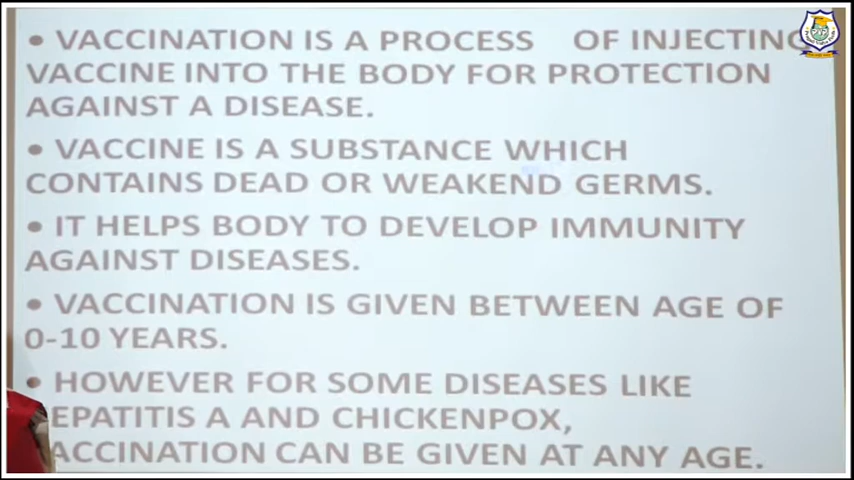 • VACCINATION IS A PROCESS OF INJECTING
VACCINE INTO THE BODY FOR PROTECTION
AGAINST A DISEASE.
• VACCINE IS A SUBSTANCE WHICH
CONTAINS DEAD OR WEAKEND GERMS.
• IT HELPS BODY TO DEVELOP IMMUNITY
AGAINST DISEASES.
• VACCINATION IS GIVEN BETWEEN AGE OF
0-10 YEARS.
• HOWEVER FOR SOME DISEASES LIKE
EPATITIS A AND CHICKENPOX,
ACCINATION CAN BE GIVEN AT ANY AGE.